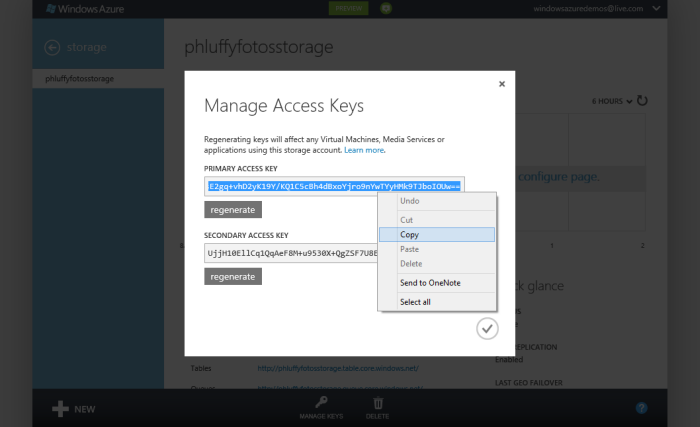 Windows Azure
PREVIEW
windowsazuredemos@live.com
storage
phluffyfotosstorage
phluffyfotosstorage
Manage Access Keys
6 HOURS
Regenerating keys will affect any Virtual Machines, Media Services or
applications using this storage account. Learn more.
PRIMARY ACCESS KEY
E2gq+vhD2yK19Y/KQ1C5cBh4dBxoYjro9nYwTYyHMk9TJboIOUw==
configure page.
regenerate
Undo
Cut
Copy
Paste
Delete
Send to OneNote
Select all
SECONDARY ACCESS KEY
UjjH10EllCq1QqAeF8M+u9530X+QgZSF7U8E
1
2
regenerate
ck glance
REPLICATION
Enabled
Tables
http://phluffyfotosstorage.table.core.windows.net/
LAST GEO FAILOVER
NEW
MANAGE KEYS
DELETE
?